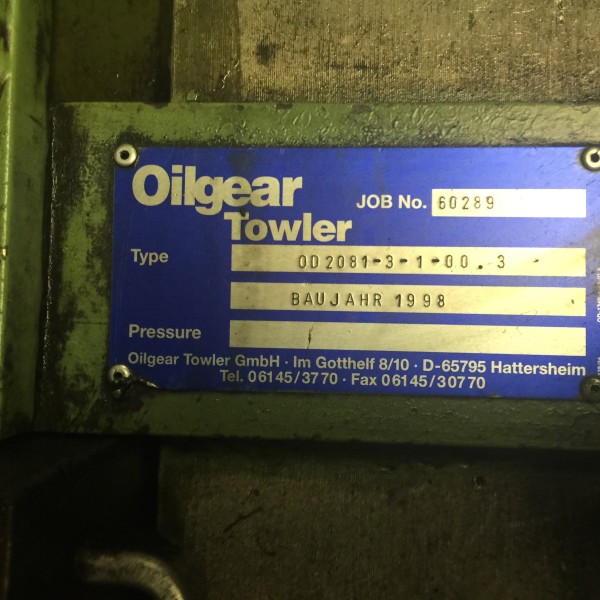 Oilgear
Towler
JOB No. 60289
Type OD2081-3-1-00.3
BAUJAHR 1998
Pressure
Oilgear Towler GmbH · Im Gotthelf 8/10 · D-65795 Hattersheim
Tel. 06145/3770 · Fax 06145/30770